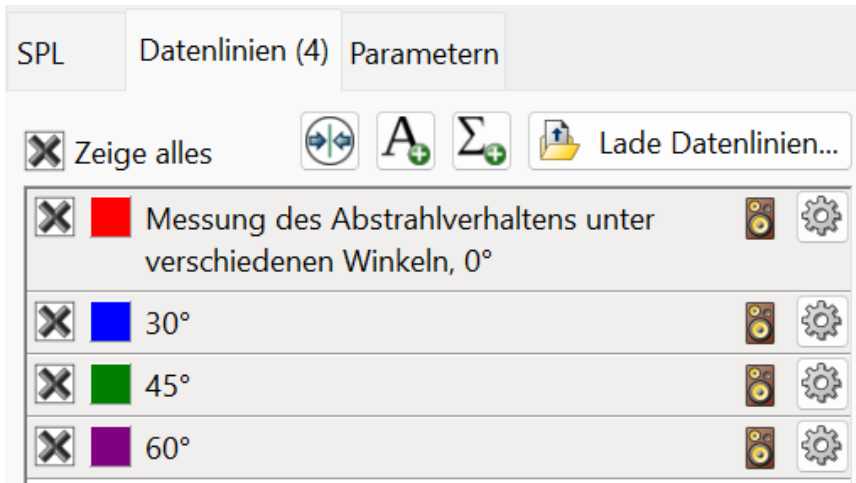 SPL Datenlinien (4) Parametern
Zeige alles Lade Datenlinien...
Messung des Abstrahlverhaltens unter
verschiedenen Winkeln, 0°
30°
45°
60°